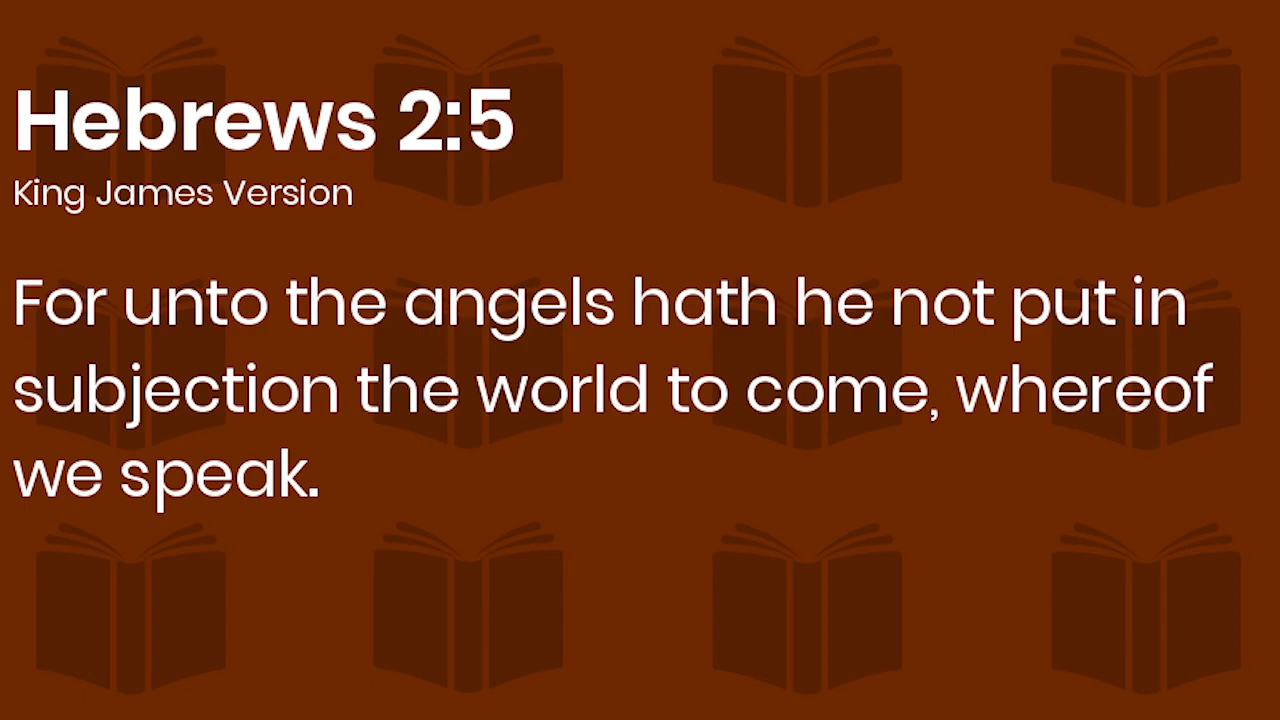 Hebrews 2:5
King James Version
For unto the angels hath he not put in
subjection the world to come, whereof
we speak.